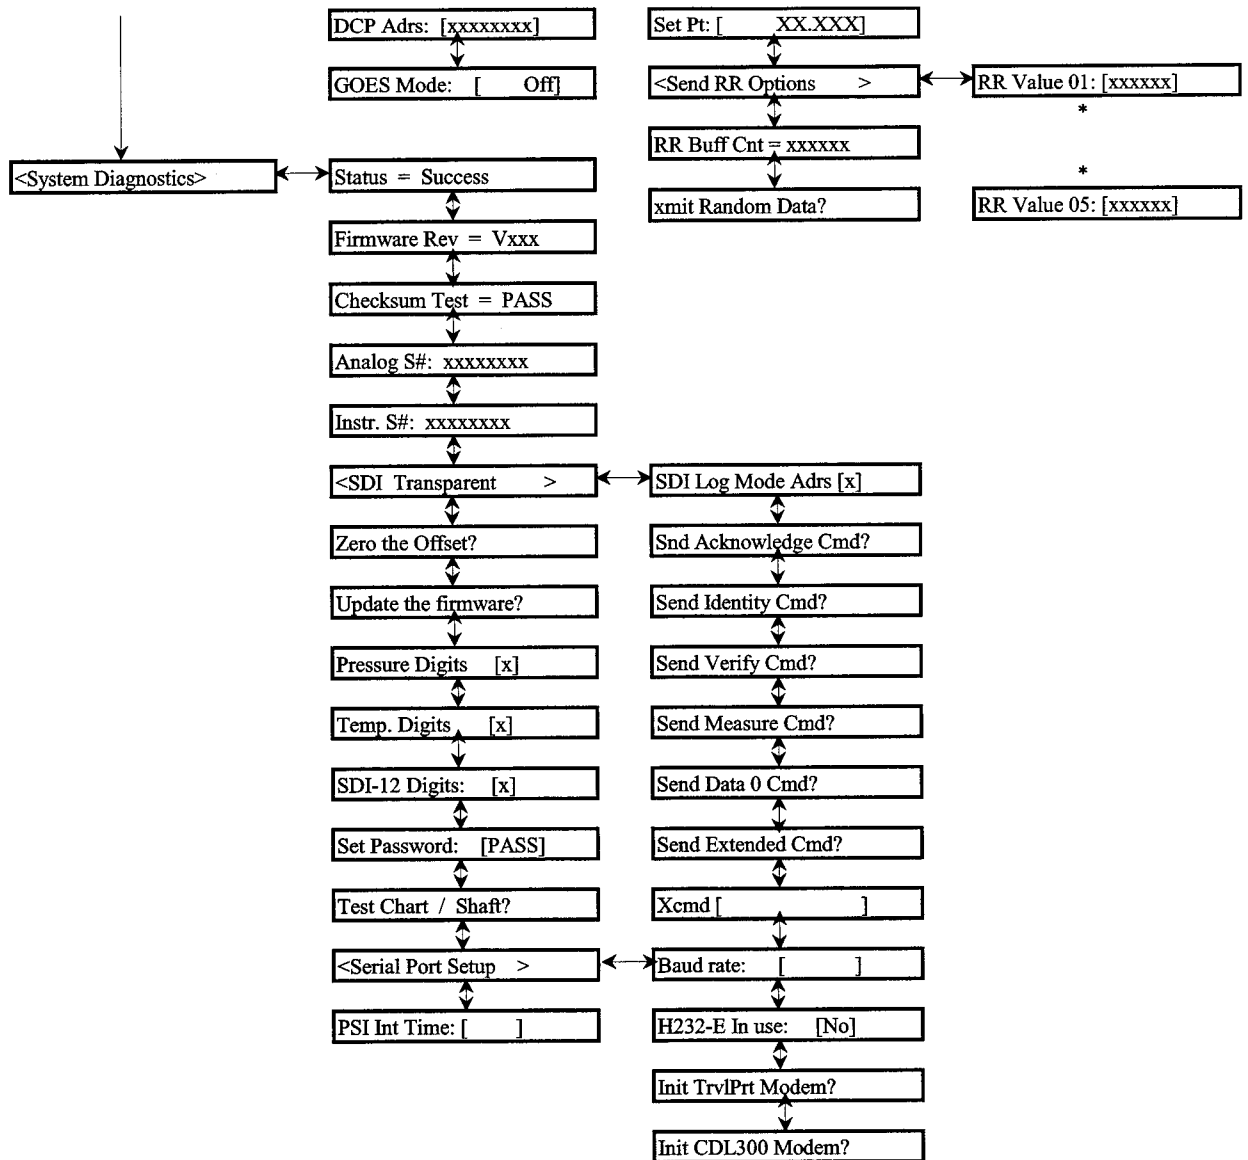 DCP Adrs: [xxxxxxxx]
GOES Mode: [ Off]
Set Pt: [ XX.XXX]
<Send RR Options >
RR Buff Cnt = xxxxxx
xmit Random Data?
RR Value 01: [xxxxxx]
*
*
RR Value 05: [xxxxxx]
<System Diagnostics>
Status = Success
Firmware Rev = Vxxx
Checksum Test = PASS
Analog S#: xxxxxxxx
Instr. S#: xxxxxxxx
<SDI Transparent >
Zero the Offset?
Update the firmware?
Pressure Digits [x]
Temp. Digits [x]
SDI-12 Digits: [x]
Set Password: [PASS]
Test Chart / Shaft?
<Serial Port Setup >
PSI Int Time: [ ]
SDI Log Mode Adrs [x]
Snd Acknowledge Cmd?
Send Identity Cmd?
Send Verify Cmd?
Send Measure Cmd?
Send Data 0 Cmd?
Send Extended Cmd?
Xcmd [ ]
Baud rate: [ ]
H232-E In use: [No]
Init TrvlPrt Modem?
Init CDL300 Modem?